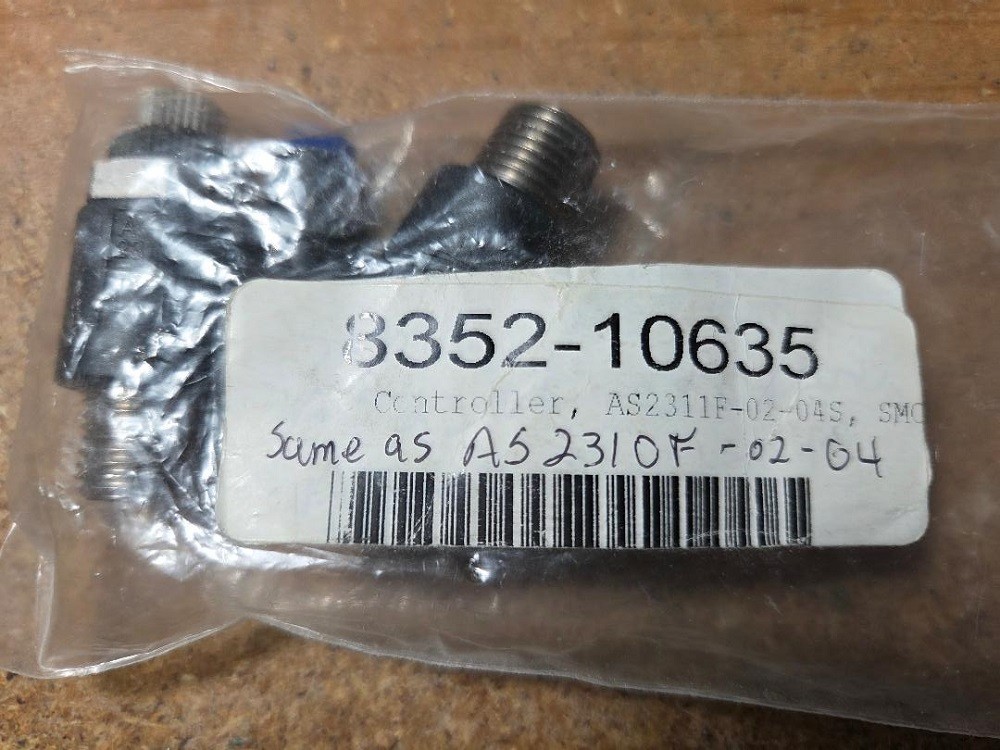 8352-10635
Controller, AS2311F-02-04S, SMC
Same as AS2310F-02-04